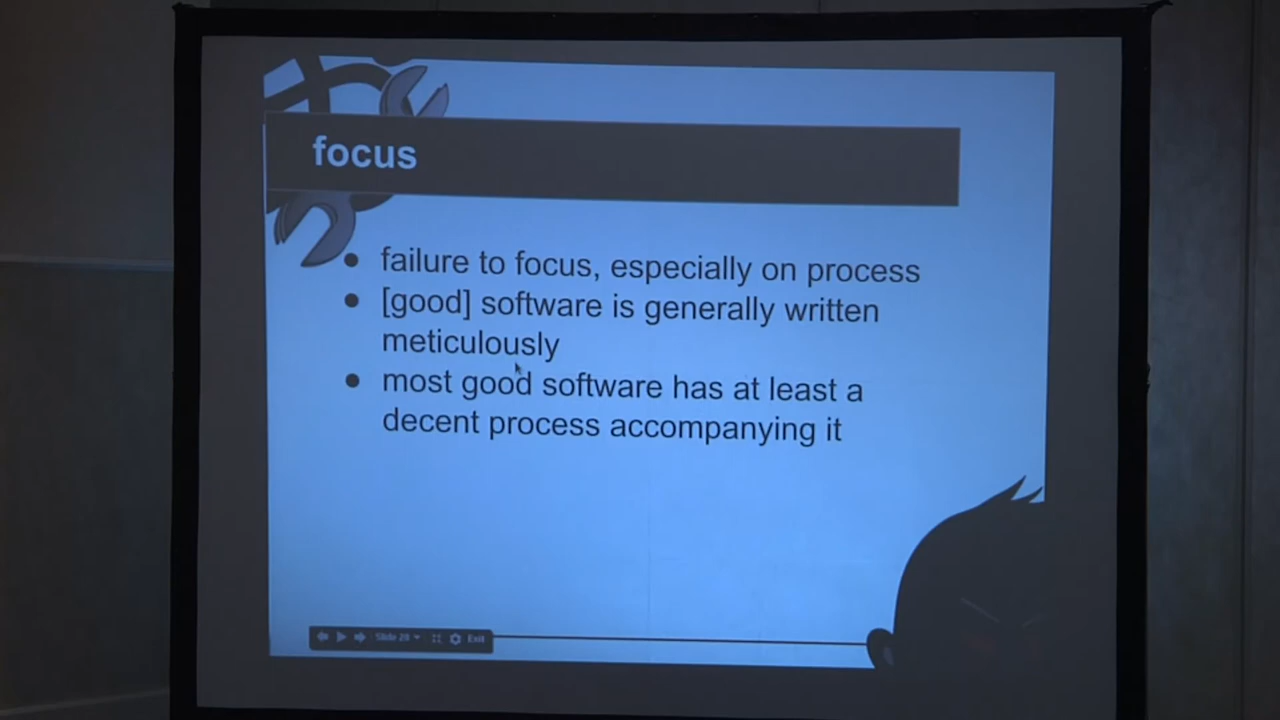 focus
failure to focus, especially on process
[good] software is generally written
meticulously
most good software has at least a
decent process accompanying it
Slide 28
Exit